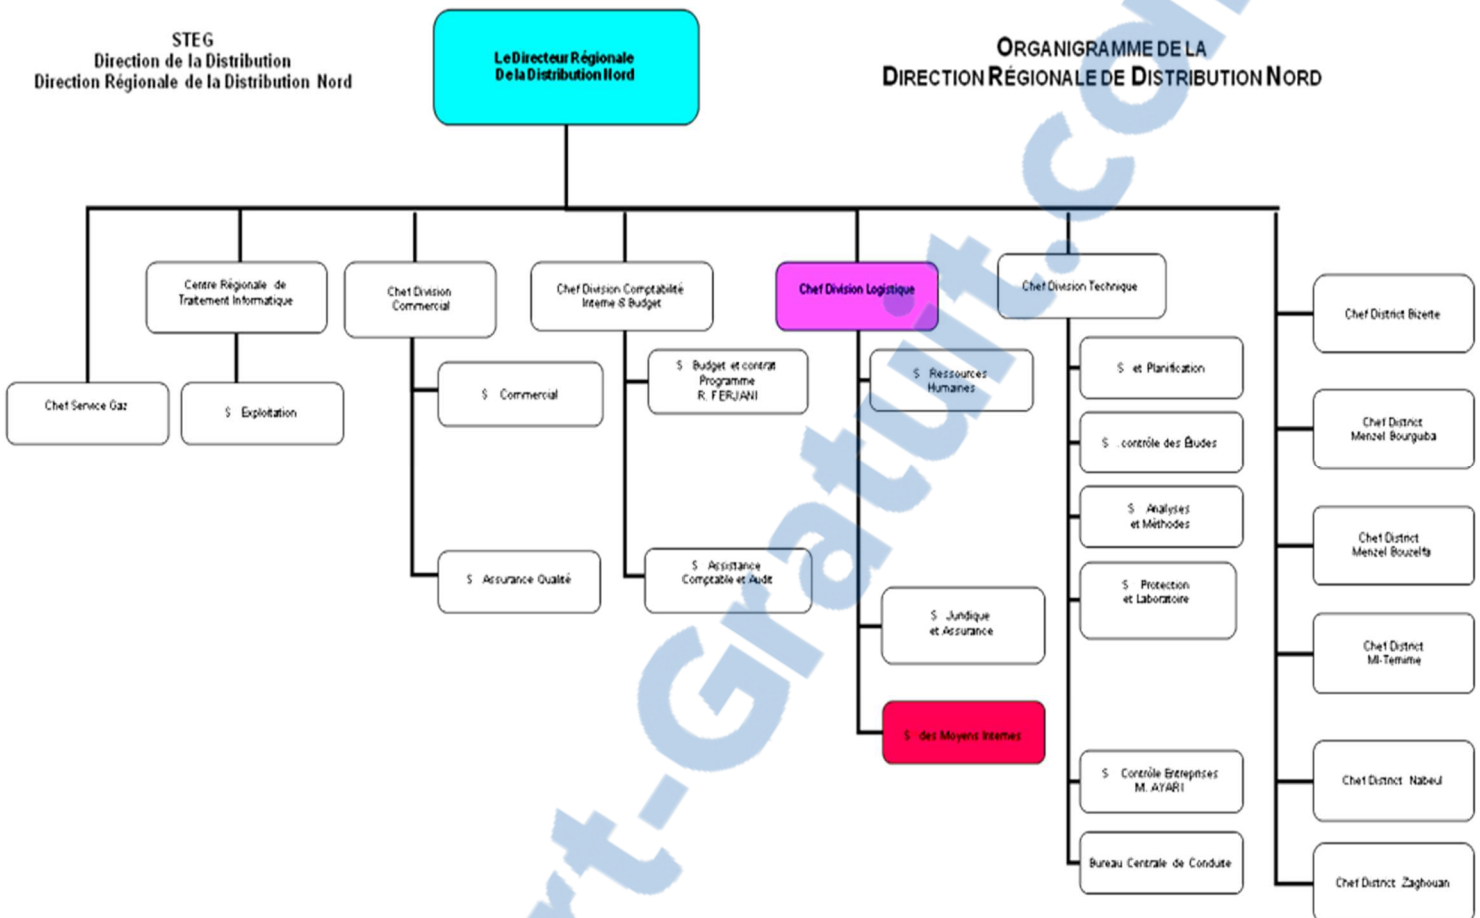 STEG
Direction de la Distribution
Direction Régionale de la Distribution Nord
Le Directeur Régionale
De la Distribution Nord
ORGANIGRAMME DE LA
DIRECTION RÉGIONALE DE DISTRIBUTION NORD
Chef Service Gaz
Centre Régionale de
Traitement Informatique
S Exploitation
Chef Division
Commercial
S Commercial
S Assurance Qualité
Chef Division Comptabilité
Interne & Budget
S Budget et contrat
Programme
R. FERJANI
S Assistance
Comptable et Audit
Chef Division Logistique
S Ressources
Humaines
S Juridique
et Assurance
S des Moyens Internes
Chef Division Technique
S et Planification
S .contrôle des Études
S Analyses
et Méthodes
S Protection
et Laboratoire
S Contrôle Entreprises
M. AYARI
Bureau Centrale de Conduite
Chef District Bizerte
Chef District
Menzel Bourguiba
Chef District
Menzel Bouzelfa
Chef District
Ml-Temime
Chef District Nabeul
Chef District Zaghouan
rt-Gratuit.co